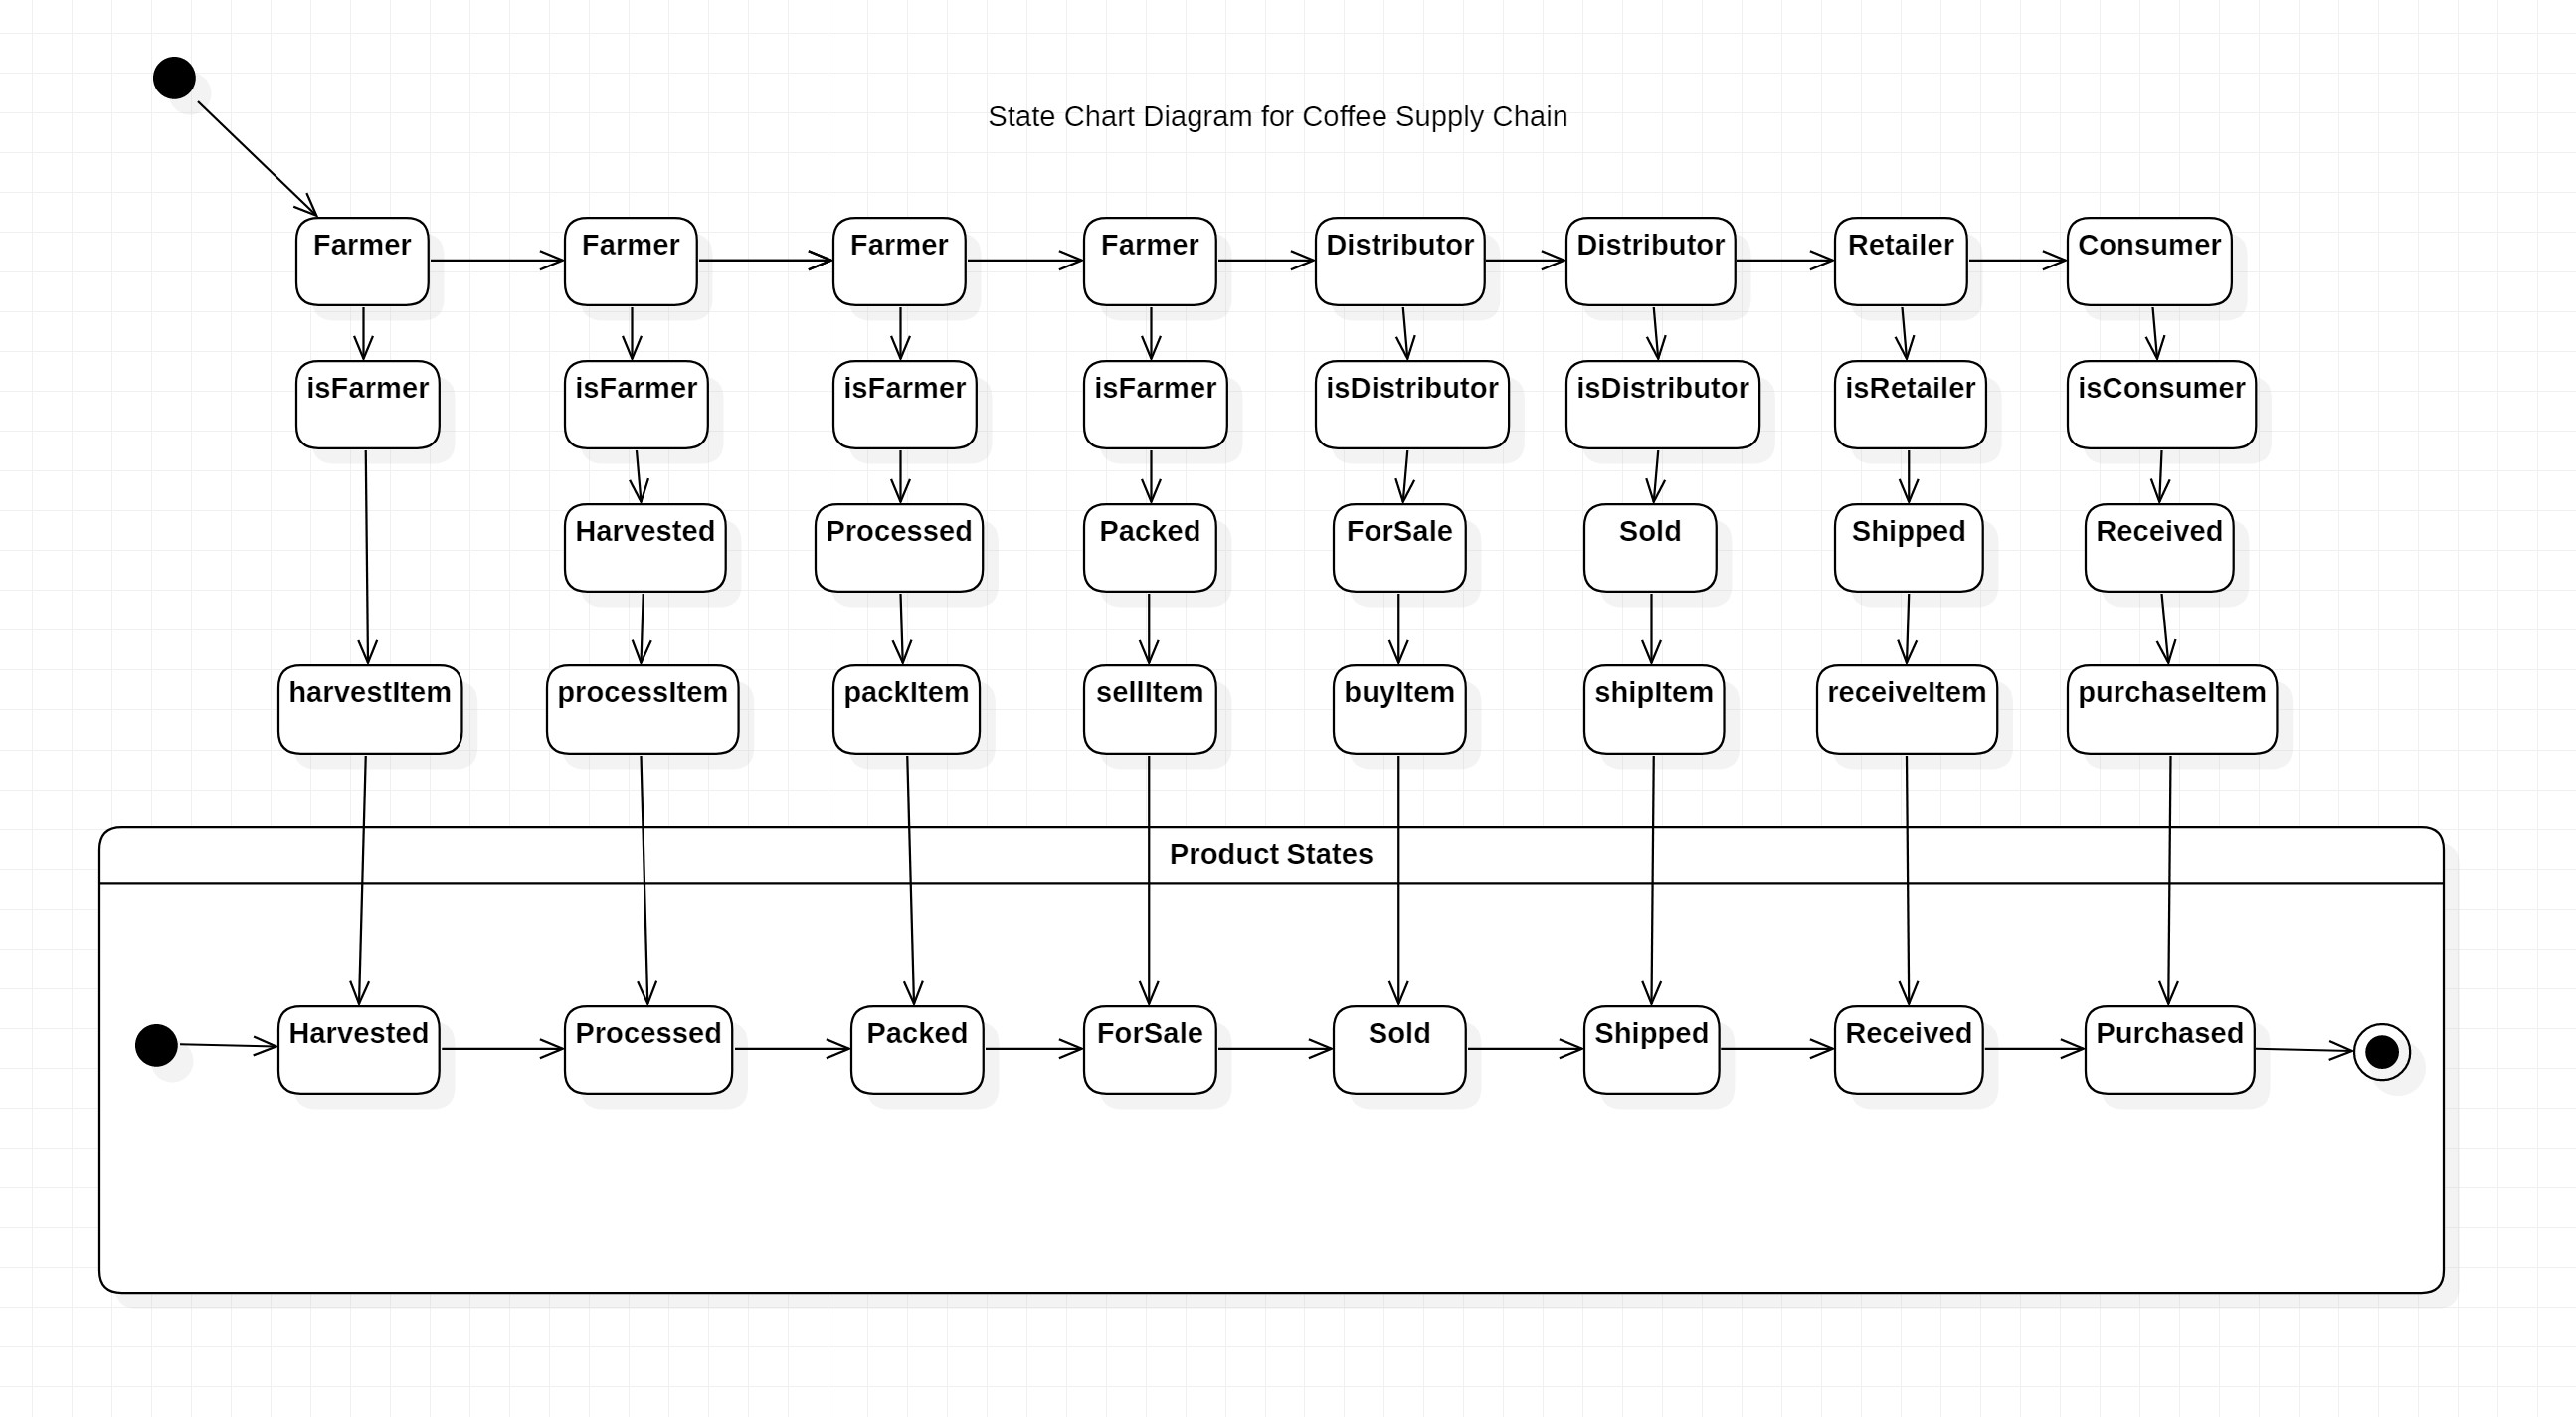 State Chart Diagram for Coffee Supply Chain
Farmer Farmer Farmer Farmer Distributor Distributor Retailer Consumer
isFarmer isFarmer isFarmer isFarmer isDistributor isDistributor isRetailer isConsumer
Harvested Processed Packed ForSale Sold Shipped Received
harvestItem processItem packItem sellItem buyItem shipItem receiveItem purchaseItem
Product States
Harvested Processed Packed ForSale Sold Shipped Received Purchased